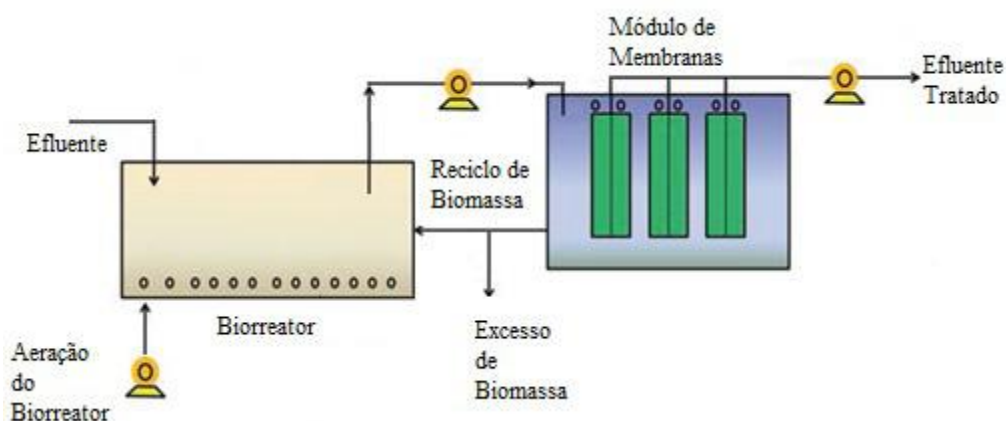 Módulo de
Membranas
Efluente
Tratado
Efluente
Reciclo de
Biomassa
Biorreator
Aeração
do
Biorreator
Excesso
de
Biomassa